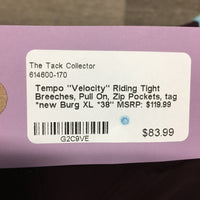 The Tack Collector
614600-170
Tempo "Velocity" Riding Tight
Breeches, Pull On, Zip Pockets, tag
*new Burg XL *38" MSRP: $119.99
$83.99
G2C9VE